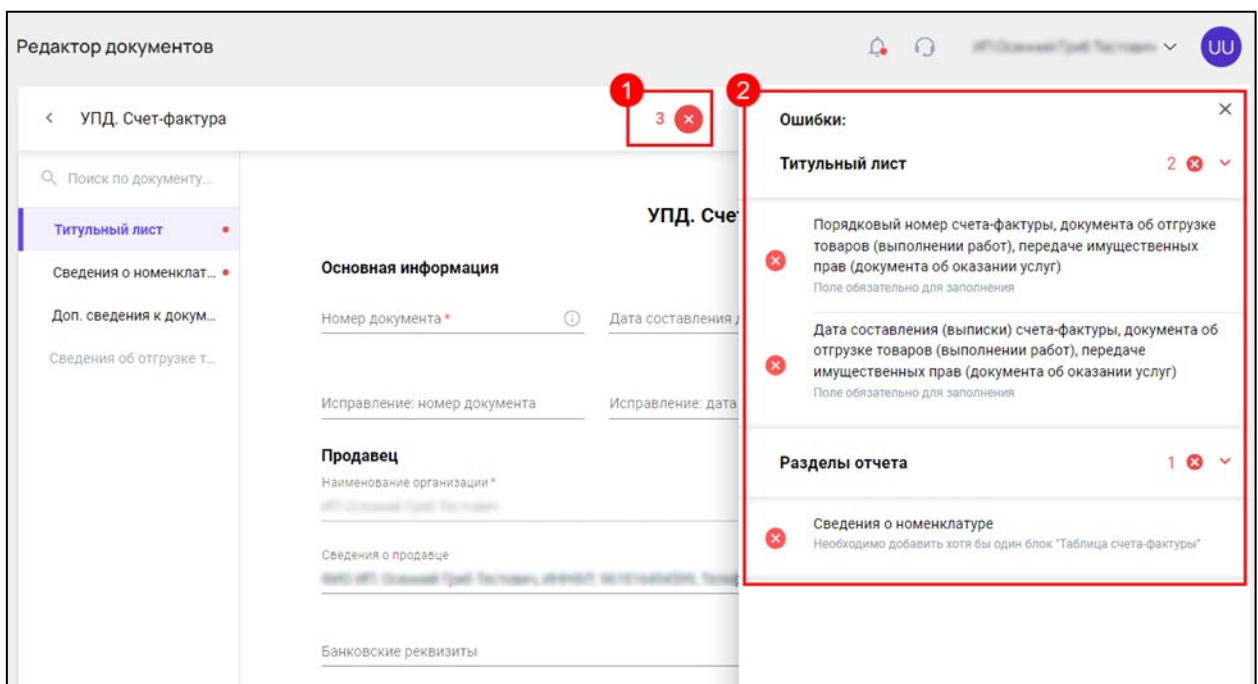 Редактор документов
UU
1
2
УПД. Счет-фактура
3
Поиск по документу...
Титульный лист
Сведения о номенклат...
Доп. сведения к докум...
Сведения об отгрузке т...
УПД. Сче
Основная информация
Номер документа *
Дата составления
Исправление: номер документа
Исправление: дата
Продавец
Наименование организации *
Сведения о продавце
Банковские реквизиты
Ошибки:
Титульный лист 2
Порядковый номер счета-фактуры, документа об отгрузке
товаров (выполнении работ), передаче имущественных
прав (документа об оказании услуг)
Поле обязательно для заполнения
Дата составления (выписки) счета-фактуры, документа об
отгрузке товаров (выполнении работ), передаче
имущественных прав (документа об оказании услуг)
Поле обязательно для заполнения
Разделы отчета 1
Сведения о номенклатуре
Необходимо добавить хотя бы один блок "Таблица счета-фактуры"